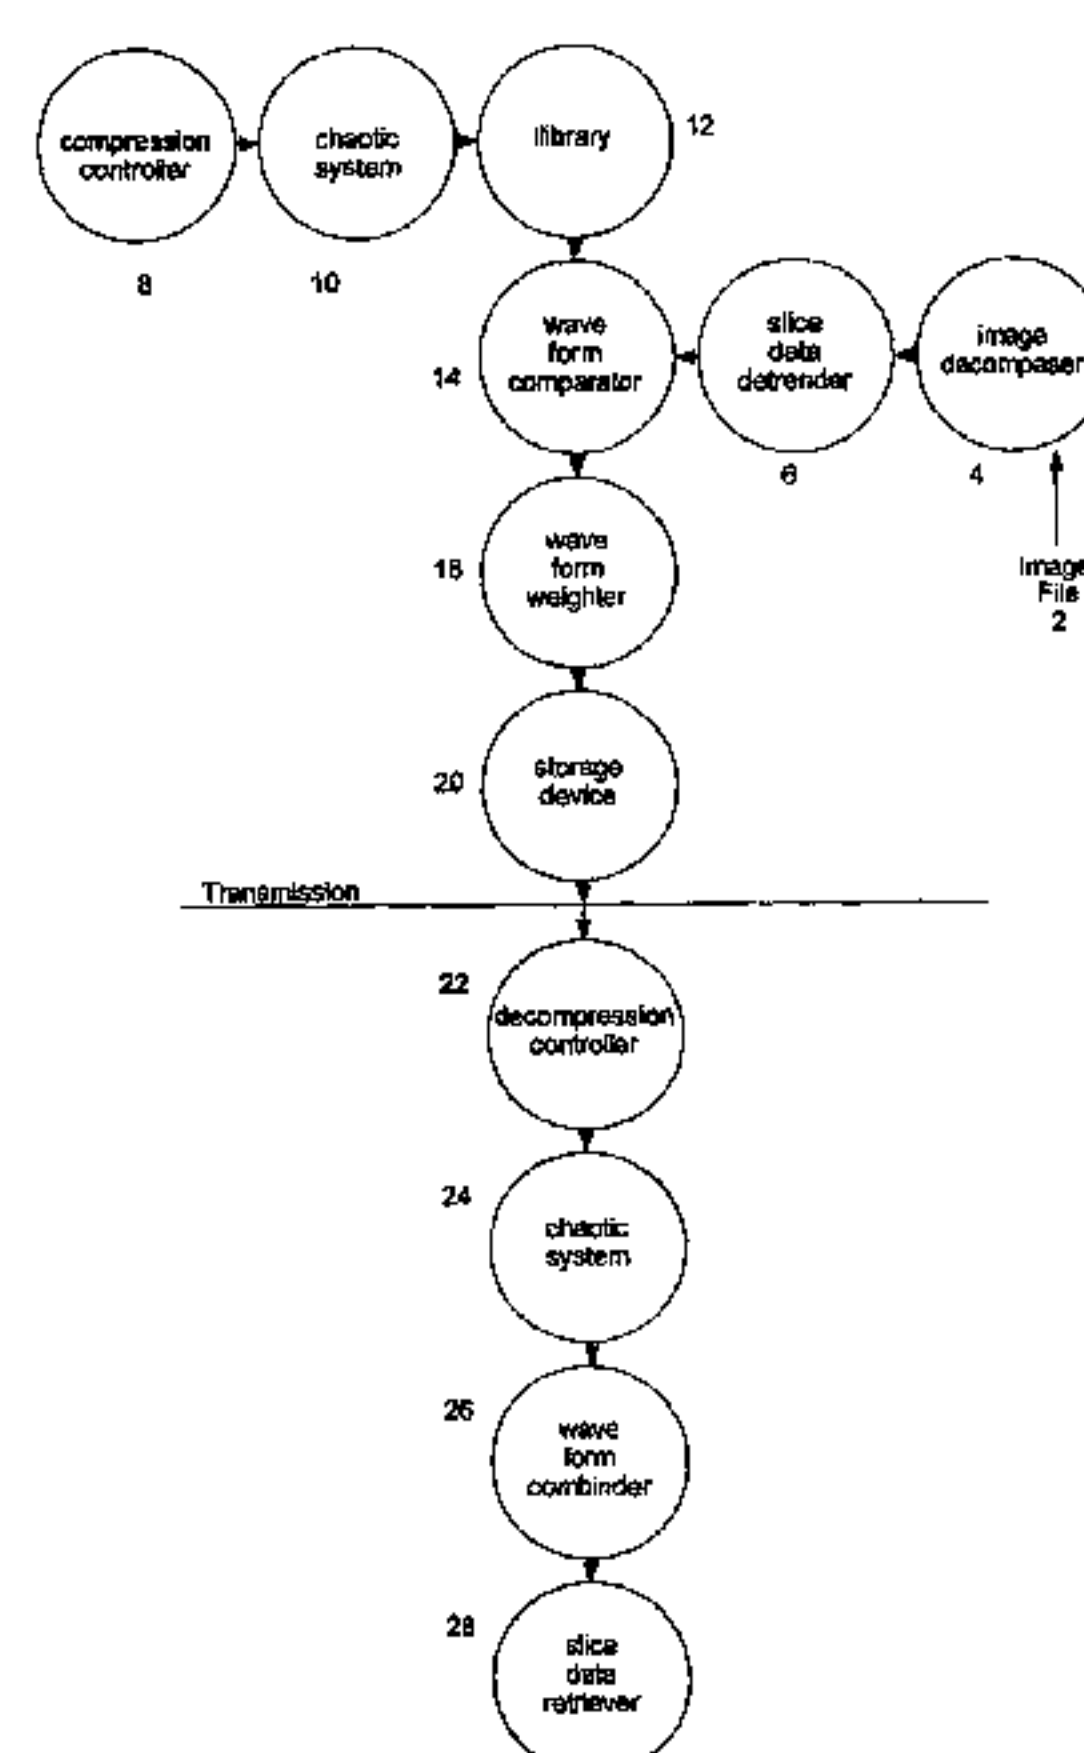 compression
controller
8
chaotic
system
10
library
12
wave
form
comparator
14
slice
data
detrender
6
image
decompaser
4
Image
File
2
wave
form
weighter
18
storage
device
20
Transmission
22
decompression
controller
24
chaotic
system
26
wave
form
combinder
28
slice
data
retriever